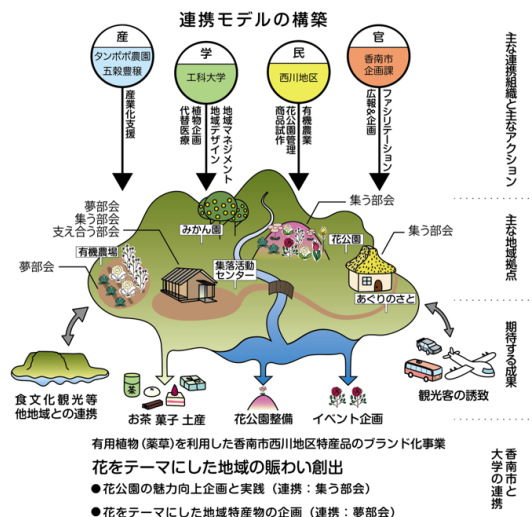 連携モデルの構築
産
タンポポ農園
五穀豊穣
産業化支援
学
工科大学
地域マネジメント
地域デザイン
植物企画
代替医療
民
西川地区
有機農業
花公園管理
商品試作
官
香南市
企画課
ファシリテーション
広報&企画
主な連携組織と主なアクション
夢部会
集う部会
支え合う部会
有機農場
夢部会
みかん園
集落活動
センター
集う部会
花公園
集う部会
あぐりのさと
主な地域拠点
期待する成果
食文化観光等
他地域との連携
茶
お茶 菓子 土産
花公園整備
イベント企画
観光客の誘致
有用植物(薬草)を利用した香南市西川地区特産品のブランド化事業
花をテーマにした地域の賑わい創出
●花公園の魅力向上企画と実践(連携:集う部会)
●花をテーマにした地域特産物の企画(連携:夢部会)
香南市と
大学の連携